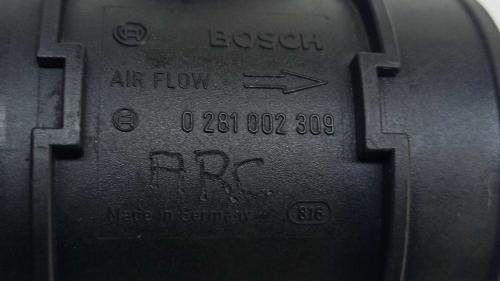 BOSCH
AIR FLOW
0 281 002 309
ARC
Made in Germany 816